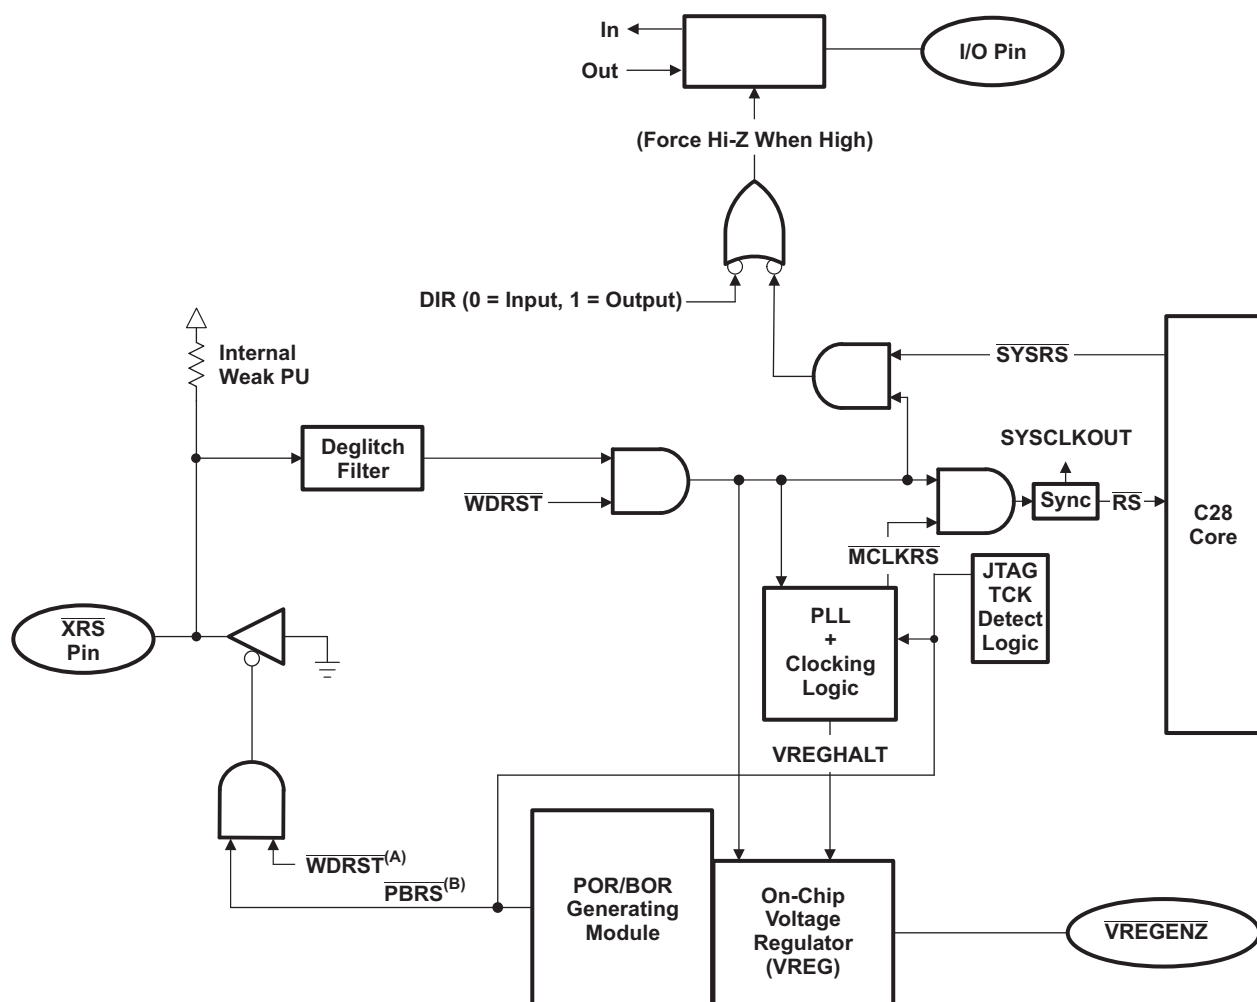 In
Out
I/O Pin
(Force Hi-Z When High)
DIR (0 = Input, 1 = Output)
Internal
Weak PU
SYSRS
Deglitch
Filter
WDRST
SYSCLKOUT
Sync
RS
C28
Core
MCLKRS
JTAG
TCK
Detect
Logic
XRS
Pin
PLL
+
Clocking
Logic
VREGHALT
WDRST(A)
PBRS(B)
POR/BOR
Generating
Module
On-Chip
Voltage
Regulator
(VREG)
VREGENZ